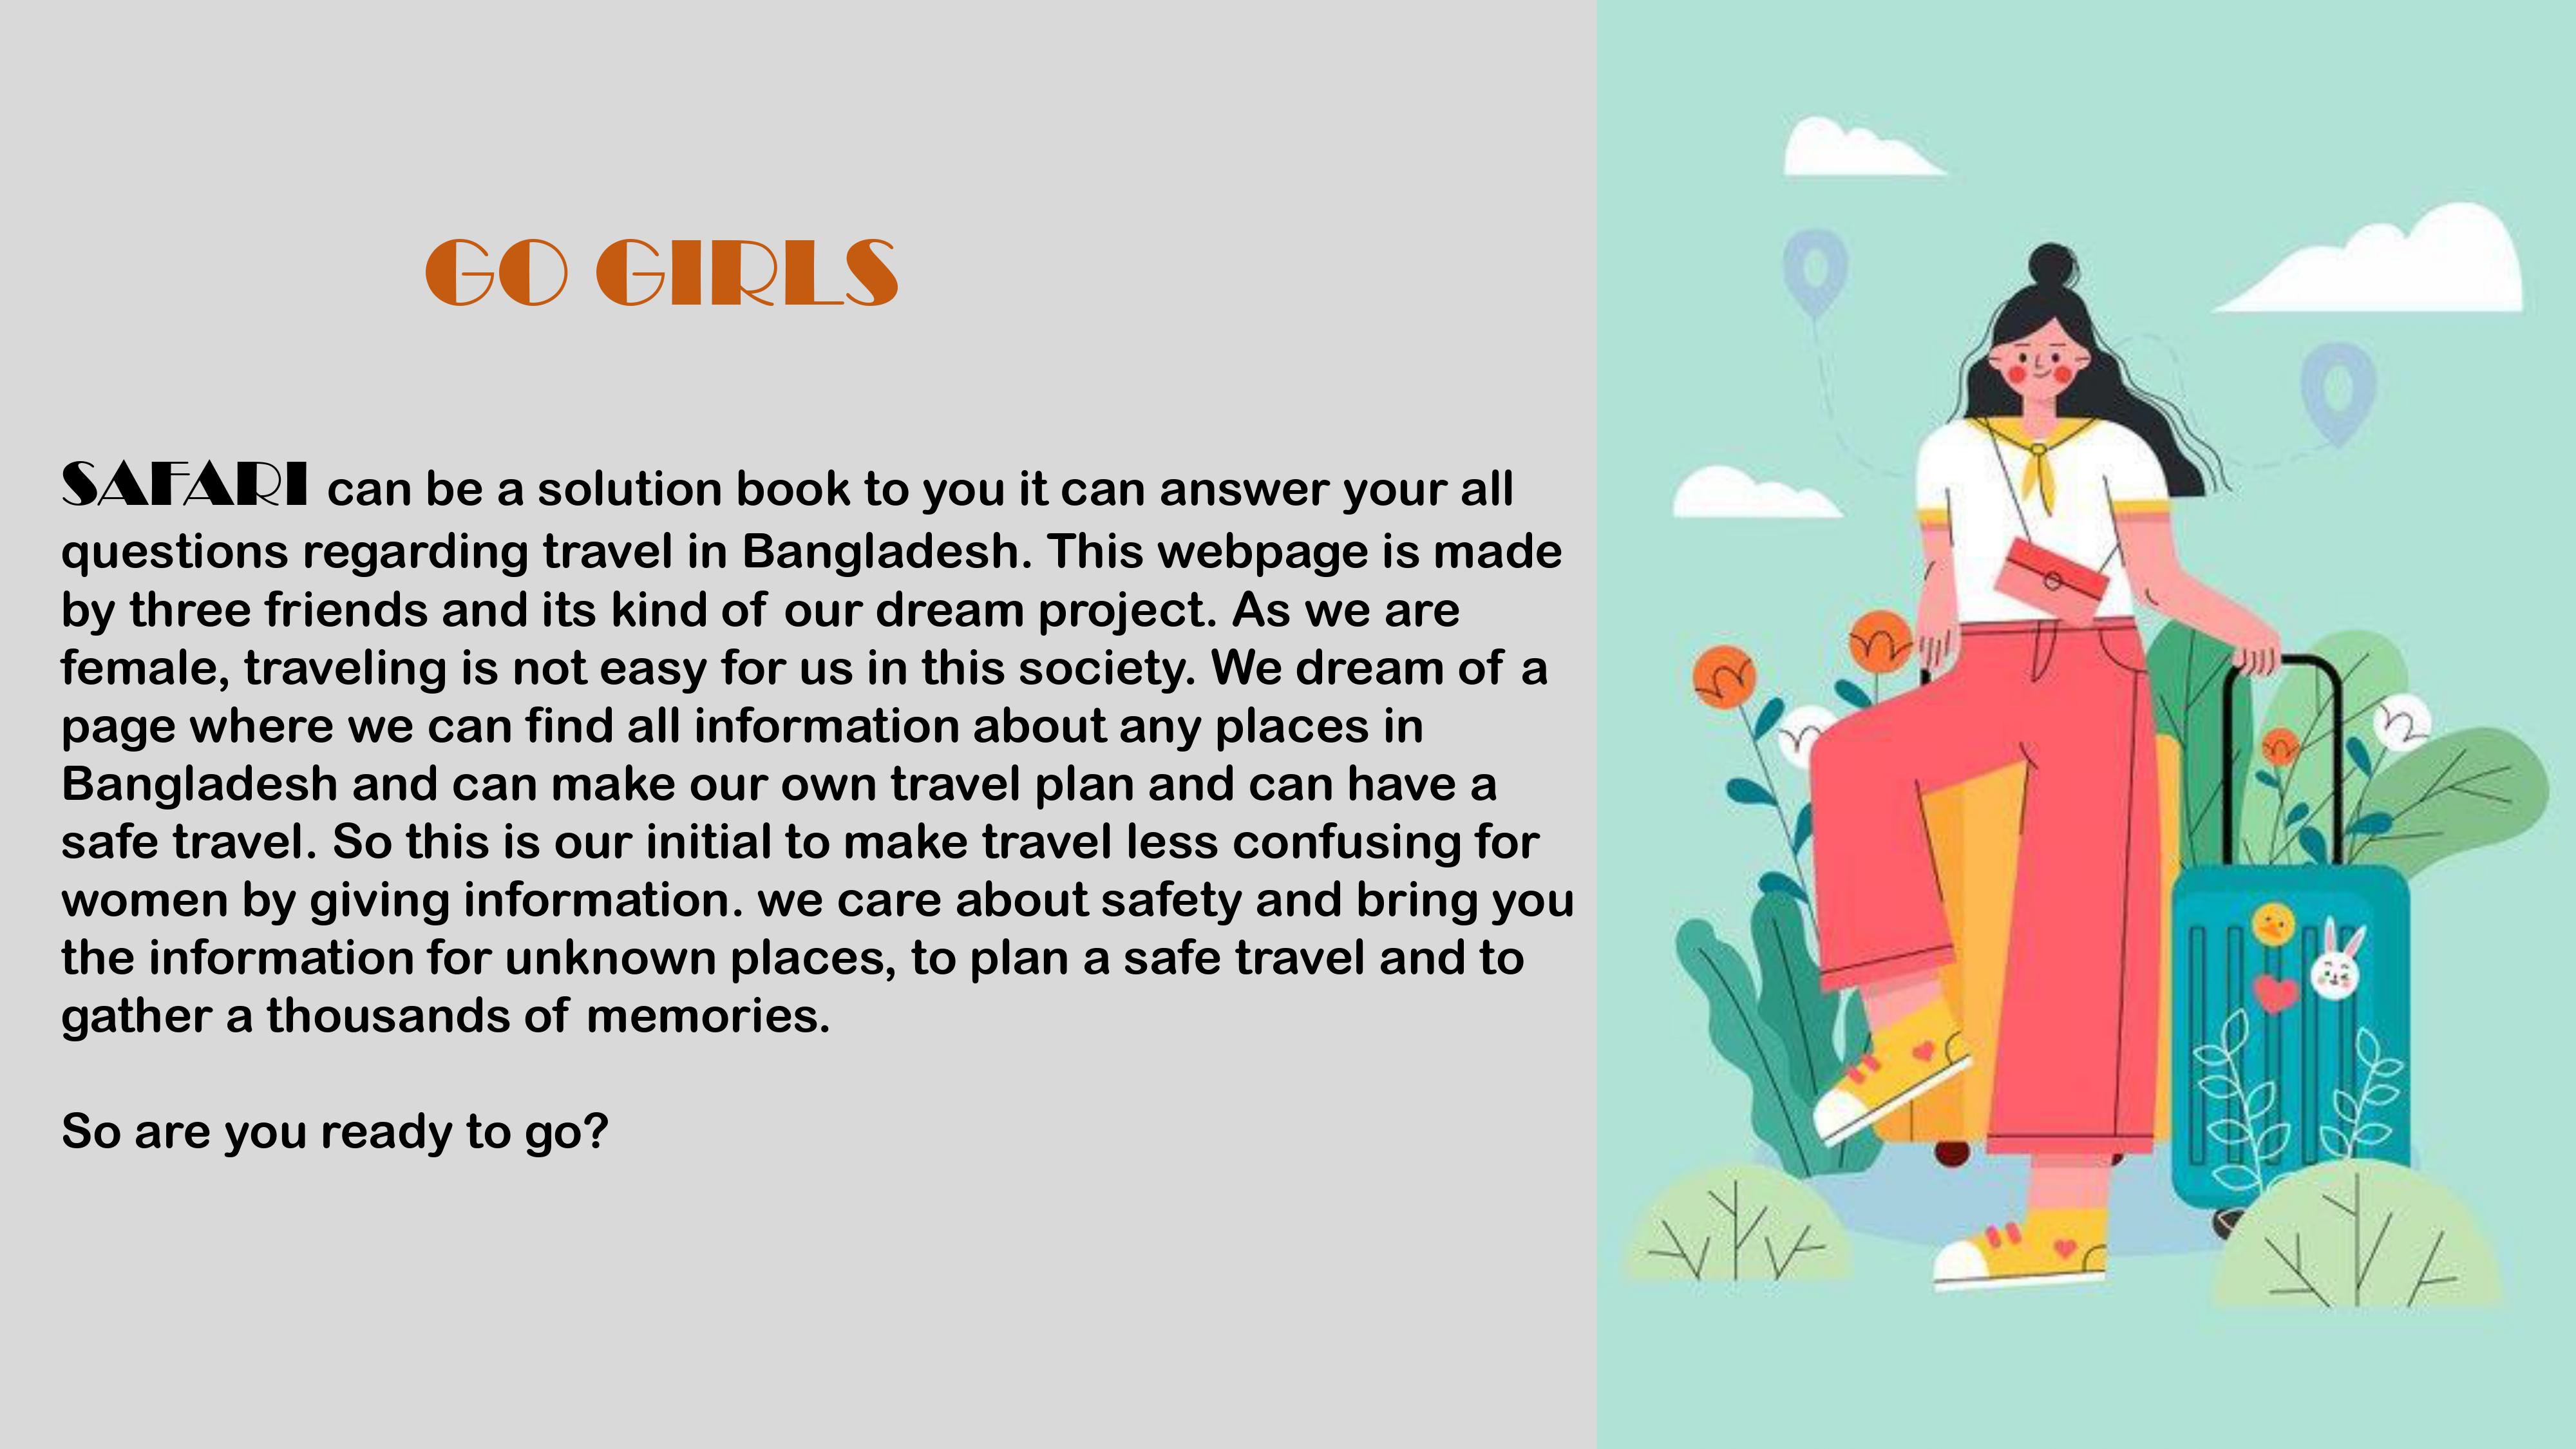 GO GIRLS
SAFARI can be a solution book to you it can answer your all
questions regarding travel in Bangladesh. This webpage is made
by three friends and its kind of our dream project. As we are
female, traveling is not easy for us in this society. We dream of a
page where we can find all information about any places in
Bangladesh and can make our own travel plan and can have a
safe travel. So this is our initial to make travel less confusing for
women by giving information. we care about safety and bring you
the information for unknown places, to plan a safe travel and to
gather a thousands of memories.
So are you ready to go?